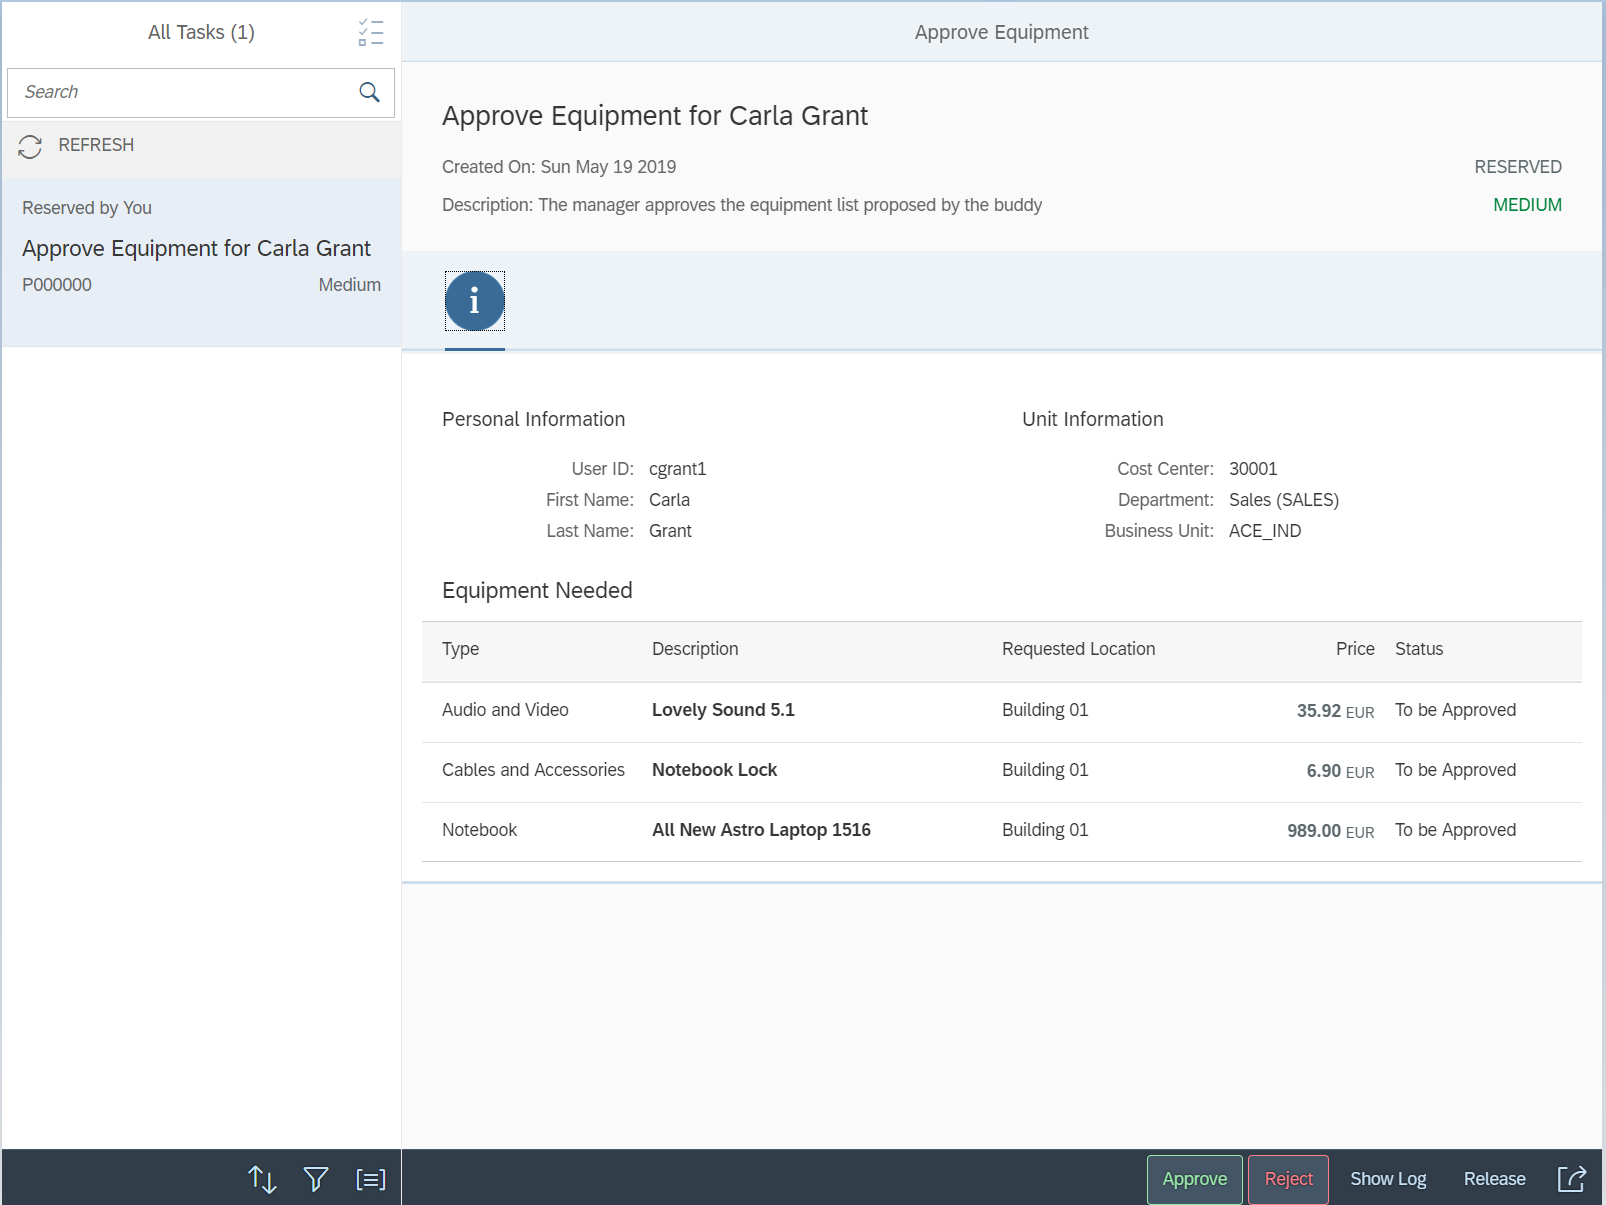 All Tasks (1)
Search
REFRESH
Reserved by You
Approve Equipment for Carla Grant
P000000 Medium
Approve Equipment
Approve Equipment for Carla Grant
Created On: Sun May 19 2019 RESERVED
Description: The manager approves the equipment list proposed by the buddy MEDIUM
i
Personal Information
User ID: cgrant1
First Name: Carla
Last Name: Grant
Unit Information
Cost Center: 30001
Department: Sales (SALES)
Business Unit: ACE_IND
Equipment Needed
Type Description Requested Location Price Status
Audio and Video Lovely Sound 5.1 Building 01 35.92 EUR To be Approved
Cables and Accessories Notebook Lock Building 01 6.90 EUR To be Approved
Notebook All New Astro Laptop 1516 Building 01 989.00 EUR To be Approved
Approve Reject Show Log Release